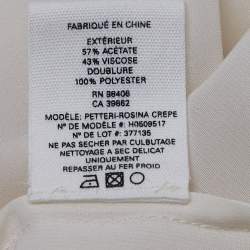 FABRIQUÉ EN CHINE
EXTÉRIEUR
57% ACÉTATE
43% VISCOSE
DOUBLURE
100% POLYESTER
RN 98406
CA 39662
MODÈLE: PETTERI-ROSINA CREPE
Nº DE MODÈLE #: H0609517
Nº DE LOT #: 377135
NE PAS SECHER PAR CULBUTAGE
NETTOYAGE A SEC DELICAT
UNIQUEMENT
REPASSER AU FER FROID